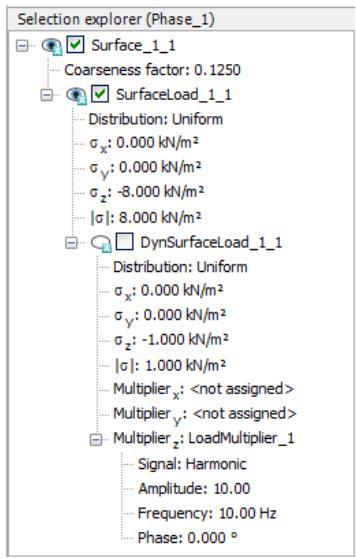 Selection explorer (Phase_1)
Surface_1_1
Coarseness factor: 0.1250
SurfaceLoad_1_1
Distribution: Uniform
σx: 0.000 kN/m²
σy: 0.000 kN/m²
σz: -8.000 kN/m²
|σ|: 8.000 kN/m²
DynSurfaceLoad_1_1
Distribution: Uniform
σx: 0.000 kN/m²
σy: 0.000 kN/m²
σz: -1.000 kN/m²
|σ|: 1.000 kN/m²
Multiplierx: <not assigned>
Multipliery: <not assigned>
Multiplierz: LoadMultiplier_1
Signal: Harmonic
Amplitude: 10.00
Frequency: 10.00 Hz
Phase: 0.000 °